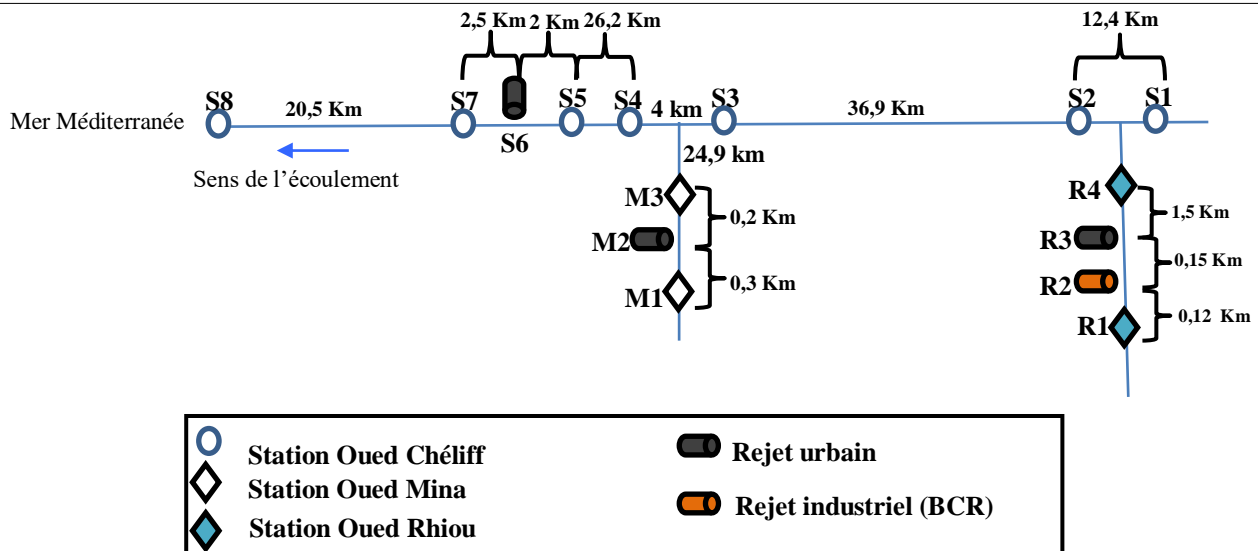 2,5 Km 2 Km 26,2 Km 12,4 Km
S8 S7 S5 S4 S3 S2 S1
20,5 Km 4 km 36,9 Km
Mer Méditerranée
S6
24,9 km
Sens de l’écoulement
M3 R4
0,2 Km 1,5 Km
M2 R3
0,15 Km
0,3 Km R2
M1 0,12 Km
R1
Station Oued Chéliff Rejet urbain
Station Oued Mina
Rejet industriel (BCR)
Station Oued Rhiou